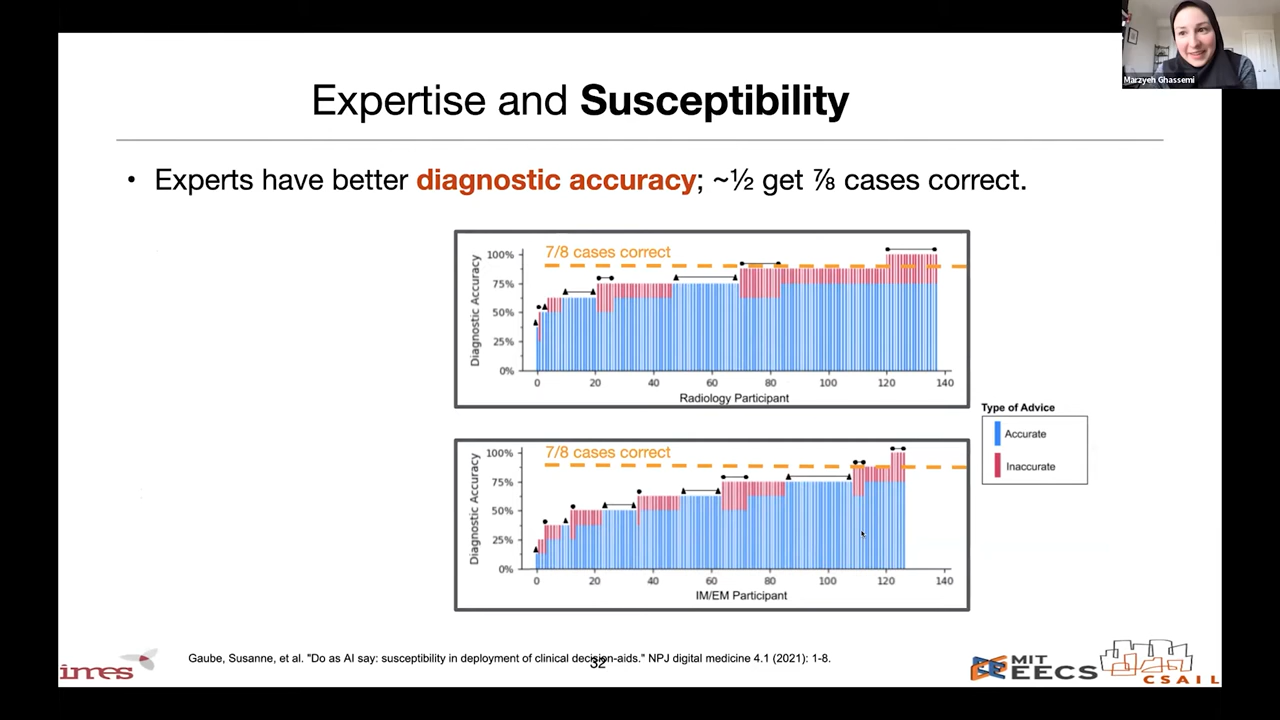 Marzyeh Ghassemi
Expertise and Susceptibility
• Experts have better diagnostic accuracy; ~½ get ⅞ cases correct.
7/8 cases correct
Diagnostic Accuracy
100%
75%
50%
25%
0%
0 20 40 60 80 100 120 140
Radiology Participant
7/8 cases correct
Diagnostic Accuracy
100%
75%
50%
25%
0%
0 20 40 60 80 100 120 140
IM/EM Participant
Type of Advice
Accurate
Inaccurate
Gaube, Susanne, et al. "Do as AI say: susceptibility in deployment of clinical decision-aids." NPJ digital medicine 4.1 (2021): 1-8.
32
imes
MIT
EECS
CSAIL